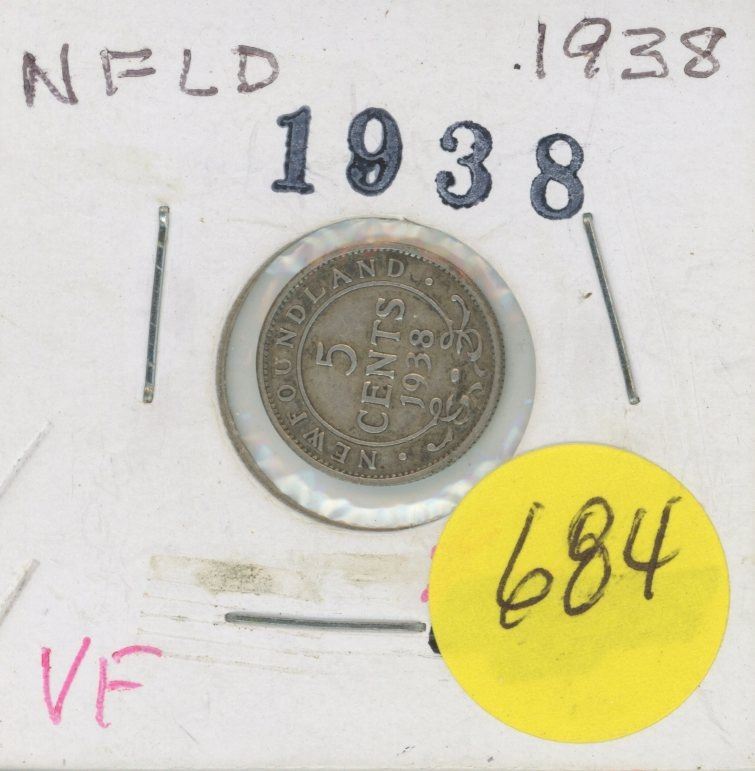 NFLD .1938
1938
NEWFOUNDLAND
5
CENTS
1938
684
VF